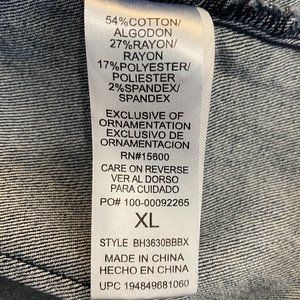 54%COTTON/
ALGODON
27%RAYON/
RAYON
17%POLYESTER/
POLIESTER
2%SPANDEX/
SPANDEX
EXCLUSIVE OF
ORNAMENTATION
EXCLUSIVO DE
ORNAMENTACION
RN#15600
CARE ON REVERSE
VER AL DORSO
PARA CUIDADO
PO# 100-00092265
XL
STYLE BH3630BBBX
MADE IN CHINA
HECHO EN CHINA
UPC 194849681060